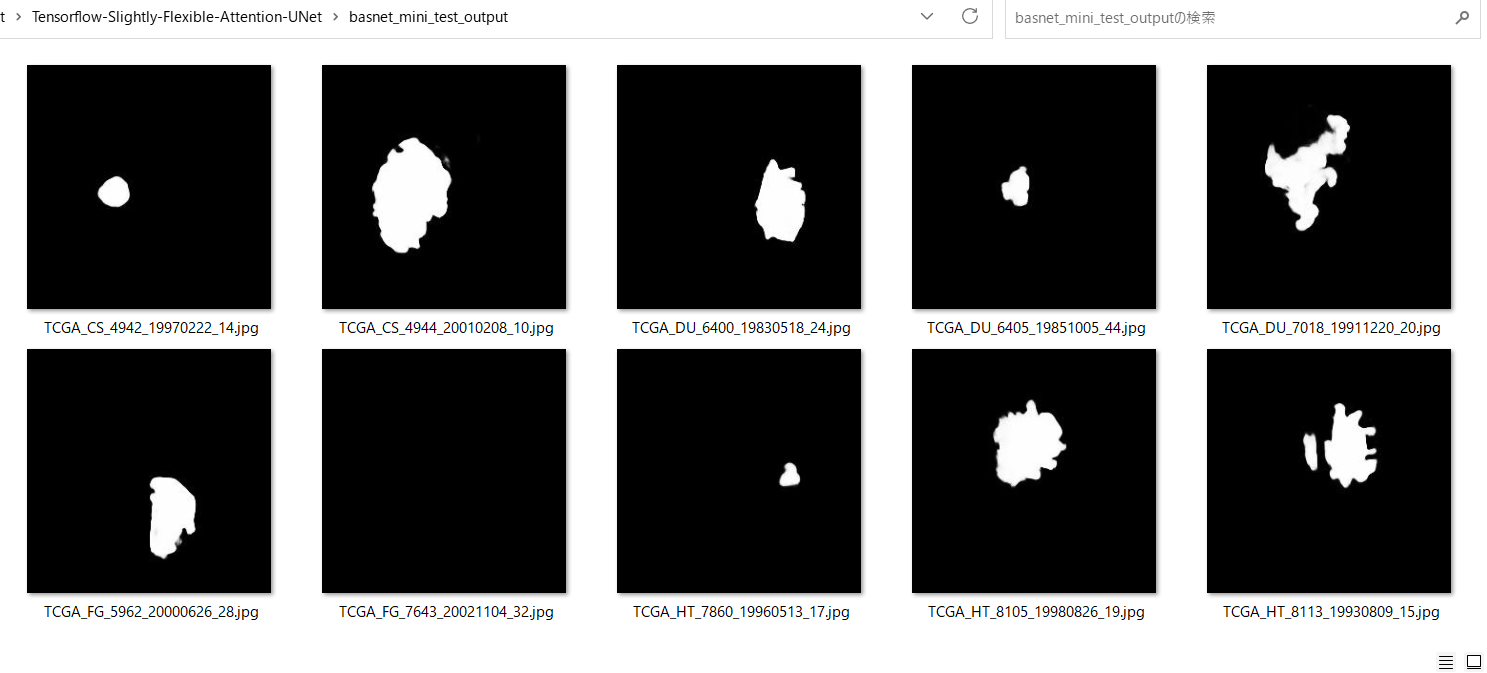 t > Tensorflow-Slightly-Flexible-Attention-UNet > basnet_mini_test_output
basnet_mini_test_outputの検索
TCGA_CS_4942_19970222_14.jpg
TCGA_CS_4944_20010208_10.jpg
TCGA_DU_6400_19830518_24.jpg
TCGA_DU_6405_19851005_44.jpg
TCGA_DU_7018_19911220_20.jpg
TCGA_FG_5962_20000626_28.jpg
TCGA_FG_7643_20021104_32.jpg
TCGA_HT_7860_19960513_17.jpg
TCGA_HT_8105_19980826_19.jpg
TCGA_HT_8113_19930809_15.jpg